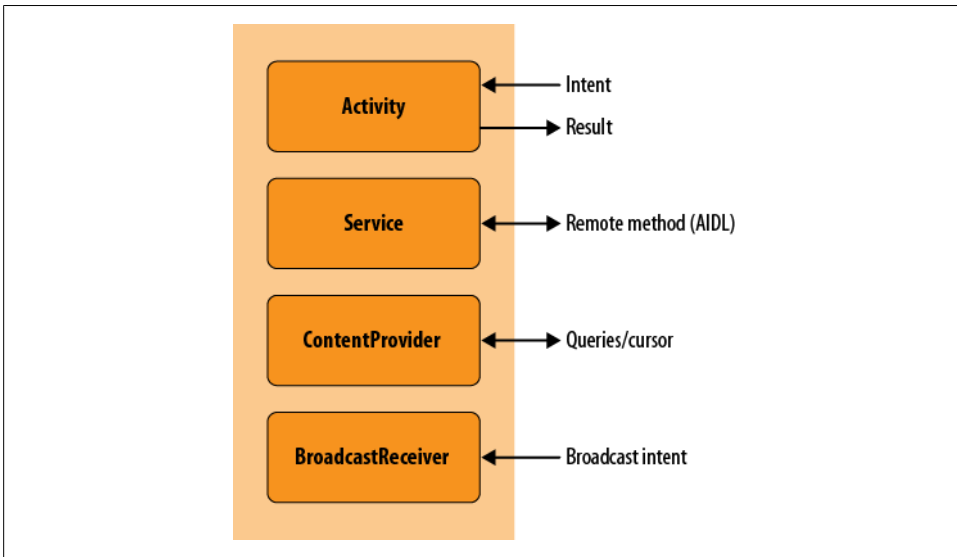 Activity
Intent
Result
Service
Remote method (AIDL)
ContentProvider
Queries/cursor
BroadcastReceiver
Broadcast intent